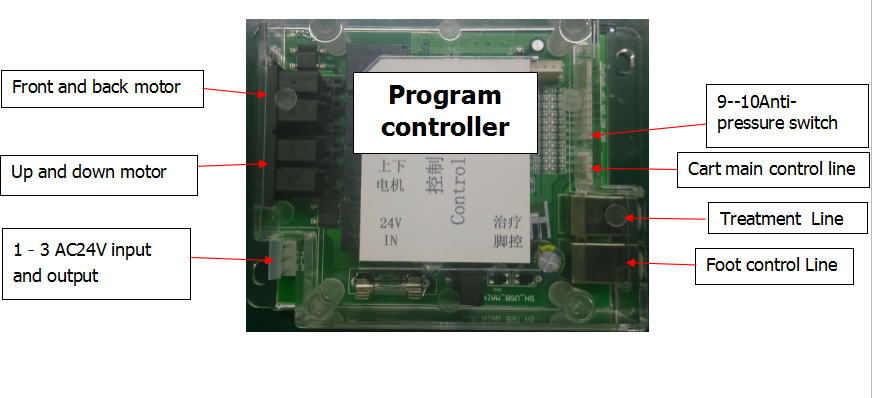 Program
controller
Front and back motor
Up and down motor
1 - 3 AC24V input
and output
9--10Anti-
pressure switch
Cart main control line
Treatment Line
Foot control Line
上下
电机
控制
Control
24V
IN
治疗
脚控
SH_USB_MAIN